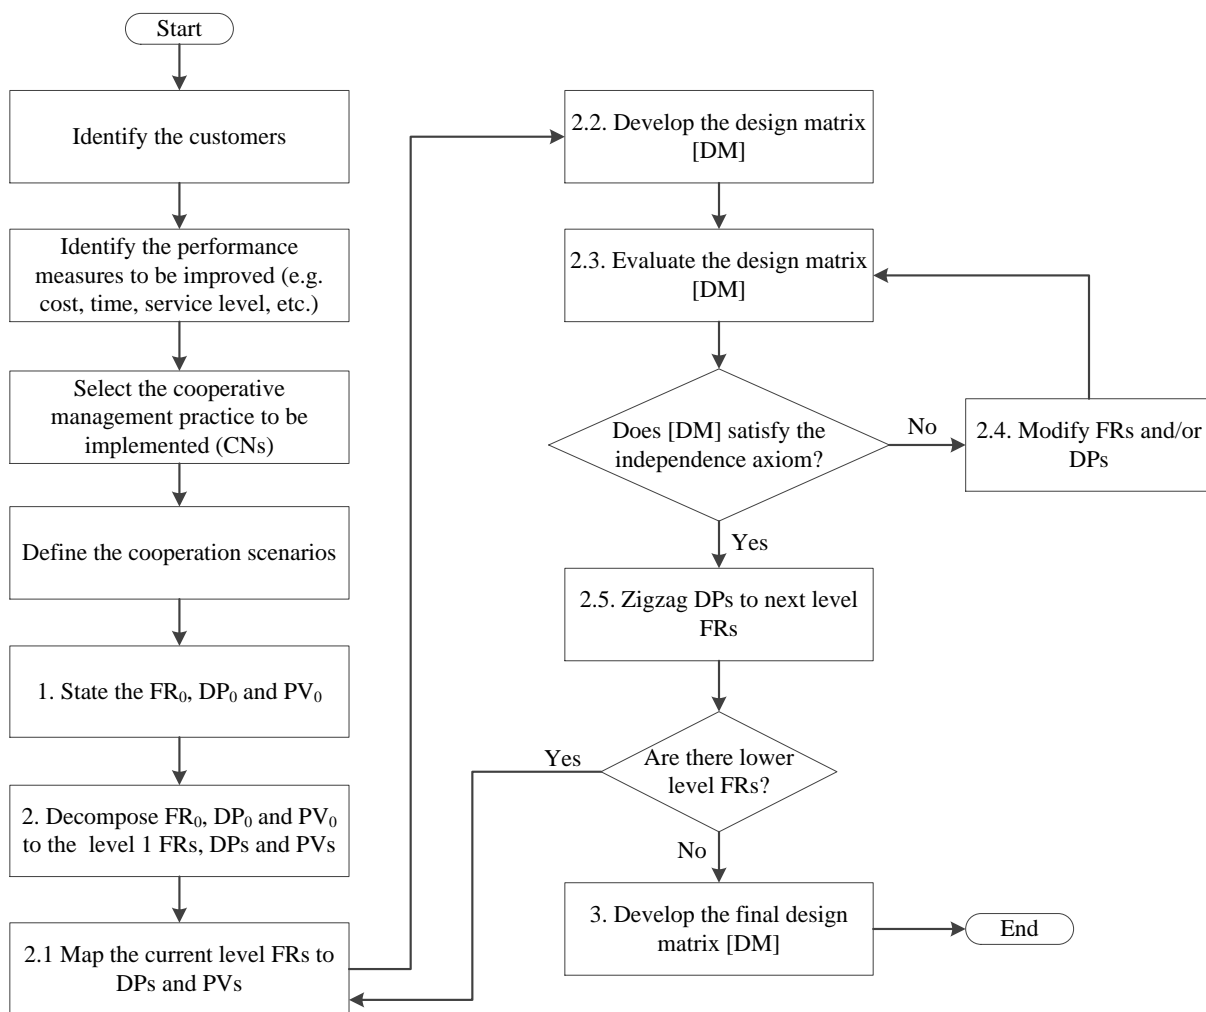 Start
Identify the customers
Identify the performance
measures to be improved (e.g.
cost, time, service level, etc.)
Select the cooperative
management practice to be
implemented (CNs)
Define the cooperation scenarios
1. State the FR₀, DP₀ and PV₀
2. Decompose FR₀, DP₀ and PV₀
to the level 1 FRs, DPs and PVs
2.1 Map the current level FRs to
DPs and PVs
2.2. Develop the design matrix
[DM]
2.3. Evaluate the design matrix
[DM]
Does [DM] satisfy the
independence axiom?
No
2.4. Modify FRs and/or
DPs
Yes
2.5. Zigzag DPs to next level
FRs
Are there lower
level FRs?
Yes
No
3. Develop the final design
matrix [DM]
End